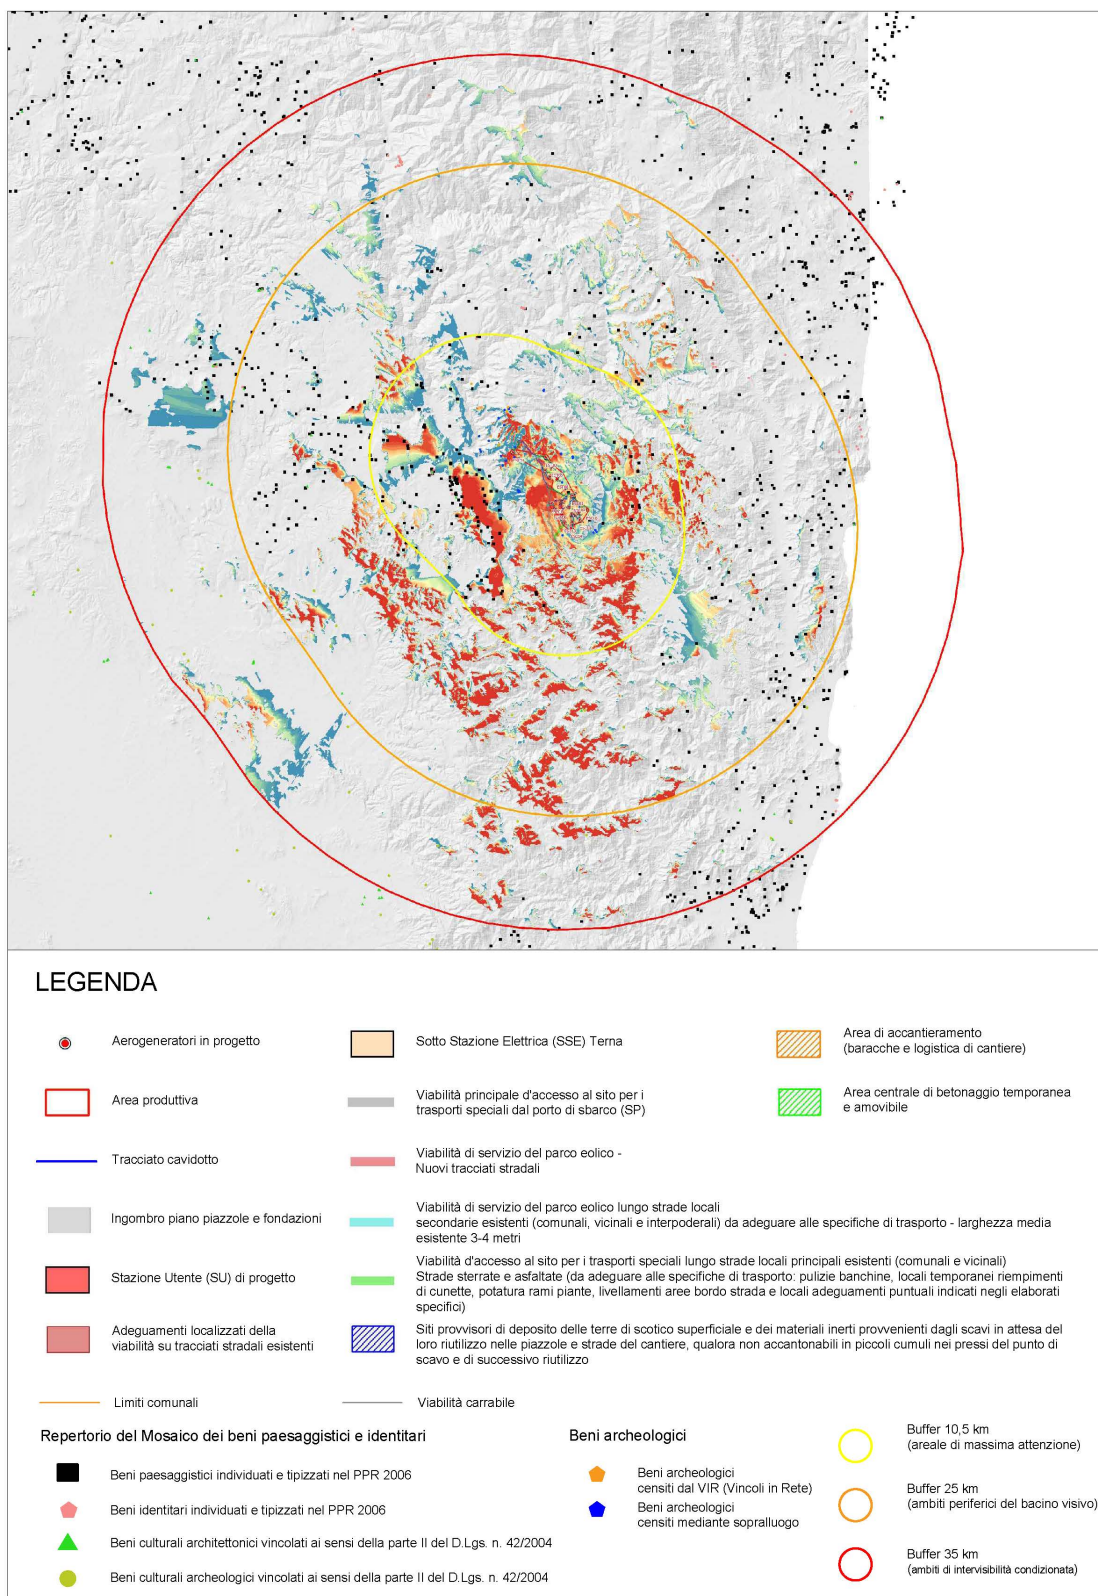 LEGENDA
Aerogeneratori in progetto
Area produttiva
Tracciato cavidotto
Ingombro piano piazzole e fondazioni
Stazione Utente (SU) di progetto
Adeguamenti localizzati della
viabilità su tracciati stradali esistenti
Limiti comunali
Sotto Stazione Elettrica (SSE) Terna
Viabilità principale d'accesso al sito per i
trasporti speciali dal porto di sbarco (SP)
Viabilità di servizio del parco eolico -
Nuovi tracciati stradali
Viabilità di servizio del parco eolico lungo strade locali
secondarie esistenti (comunali, vicinali e interpoderali) da adeguare alle specifiche di trasporto - larghezza media
esistente 3-4 metri
Viabilità d'accesso al sito per i trasporti speciali lungo strade locali principali esistenti (comunali e vicinali)
Strade sterrate e asfaltate (da adeguare alle specifiche di trasporto: pulizie banchine, locali temporanei riempimenti
di cunette, potatura rami piante, livellamenti aree bordo strada e locali adeguamenti puntuali indicati negli elaborati
specifici)
Siti provvisori di deposito delle terre di scotico superficiale e dei materiali inerti provvenienti dagli scavi in attesa del
loro riutilizzo nelle piazzole e strade del cantiere, qualora non accantonabili in piccoli cumuli nei pressi del punto di
scavo e di successivo riutilizzo
Viabilità carrabile
Area di accantieramento
(baracche e logistica di cantiere)
Area centrale di betonaggio temporanea
e amovibile
Repertorio del Mosaico dei beni paesaggistici e identitari
Beni paesaggistici individuati e tipizzati nel PPR 2006
Beni identitari individuati e tipizzati nel PPR 2006
Beni culturali architettonici vincolati ai sensi della parte II del D.Lgs. n. 42/2004
Beni culturali archeologici vincolati ai sensi della parte II del D.Lgs. n. 42/2004
Beni archeologici
Beni archeologici
censiti dal VIR (Vincoli in Rete)
Beni archeologici
censiti mediante sopralluogo
Buffer 10,5 km
(areale di massima attenzione)
Buffer 25 km
(ambiti periferici del bacino visivo)
Buffer 35 km
(ambiti di intervisibilità condizionata)